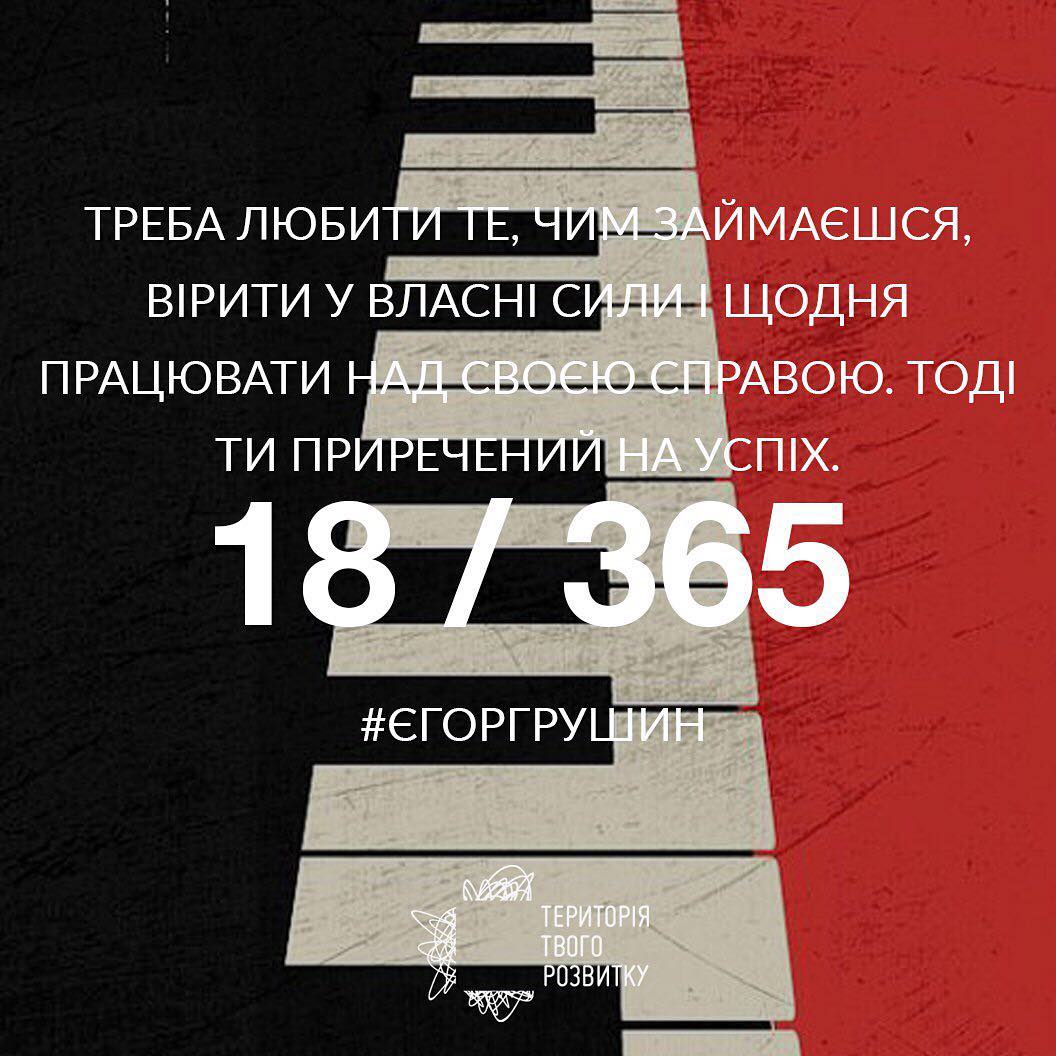 ТРЕБА ЛЮБИТИ ТЕ, ЧИМ ЗАЙМАЄШСЯ,
ВІРИТИ У ВЛАСНІ СИЛИ І ЩОДНЯ
ПРАЦЮВАТИ НАД СВОЄЮ СПРАВОЮ. ТОДІ
ТИ ПРИРЕЧЕНИЙ НА УСПІХ.
18 / 365
#ЄГОРГРУШИН
ТЕРИТОРІЯ
ТВОГО
РОЗВИТКУ